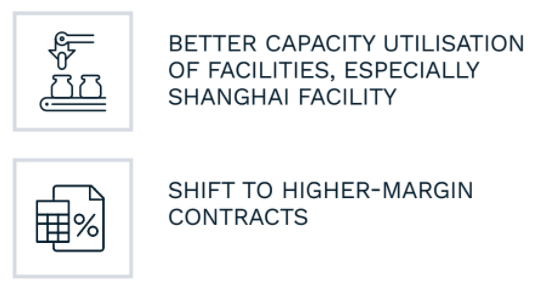 BETTER CAPACITY UTILISATION
OF FACILITIES, ESPECIALLY
SHANGHAI FACILITY
%
SHIFT TO HIGHER-MARGIN
CONTRACTS